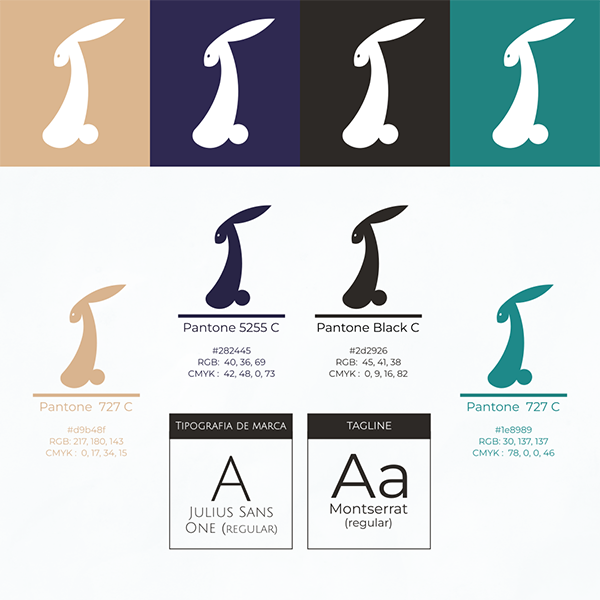 Pantone 5255 C
#282445
RGB: 40, 36, 69
CMYK : 42, 48, 0, 73
Pantone Black C
#2d2926
RGB: 45, 41, 38
CMYK : 0, 9, 16, 82
Pantone 727 C
#d9b48f
RGB: 217, 180, 143
CMYK : 0, 17, 34, 15
Pantone 727 C
#1e8989
RGB: 30, 137, 137
CMYK : 78, 0, 0, 46
Tipografia de marca
A
Julius Sans
One (regular)
TAGLINE
Aa
Montserrat
(regular)